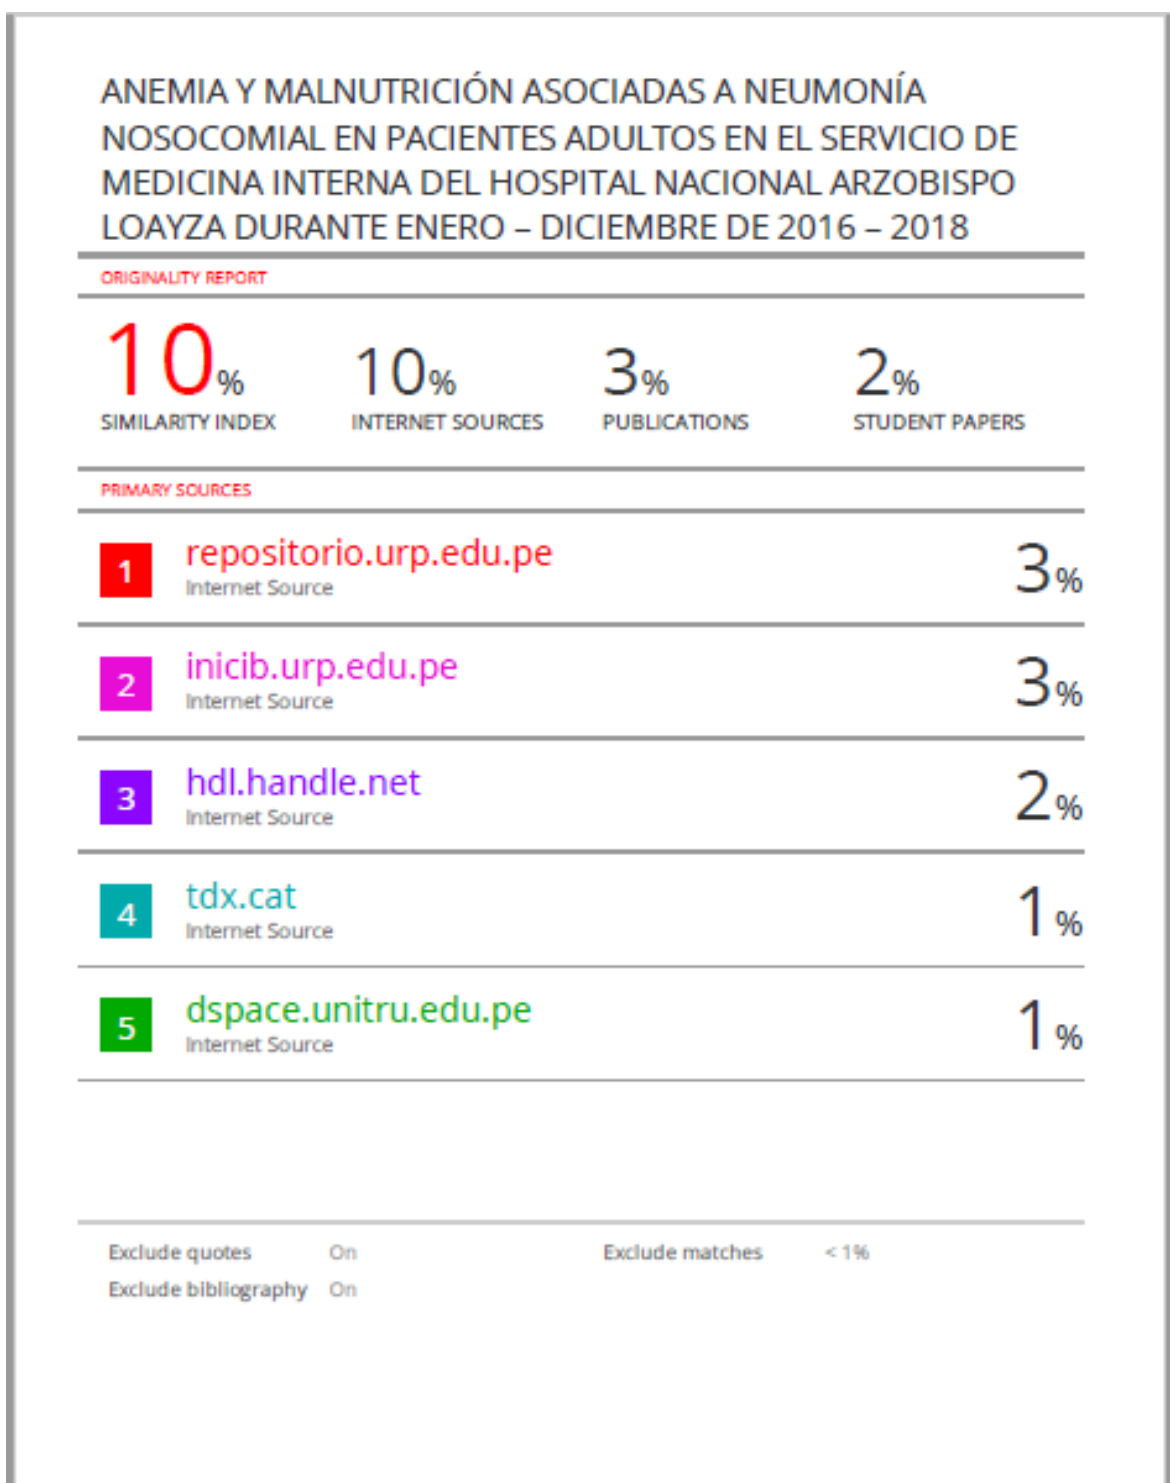 ANEMIA Y MALNUTRICIÓN ASOCIADAS A NEUMONÍA
NOSOCOMIAL EN PACIENTES ADULTOS EN EL SERVICIO DE
MEDICINA INTERNA DEL HOSPITAL NACIONAL ARZOBISPO
LOAYZA DURANTE ENERO – DICIEMBRE DE 2016 – 2018
ORIGINALITY REPORT
10% 10% 3% 2%
SIMILARITY INDEX INTERNET SOURCES PUBLICATIONS STUDENT PAPERS
PRIMARY SOURCES
1 repositorio.urp.edu.pe 3%
Internet Source
2 inicib.urp.edu.pe 3%
Internet Source
3 hdl.handle.net 2%
Internet Source
4 tdx.cat 1%
Internet Source
5 dspace.unitru.edu.pe 1%
Internet Source
Exclude quotes On Exclude matches < 1%
Exclude bibliography On